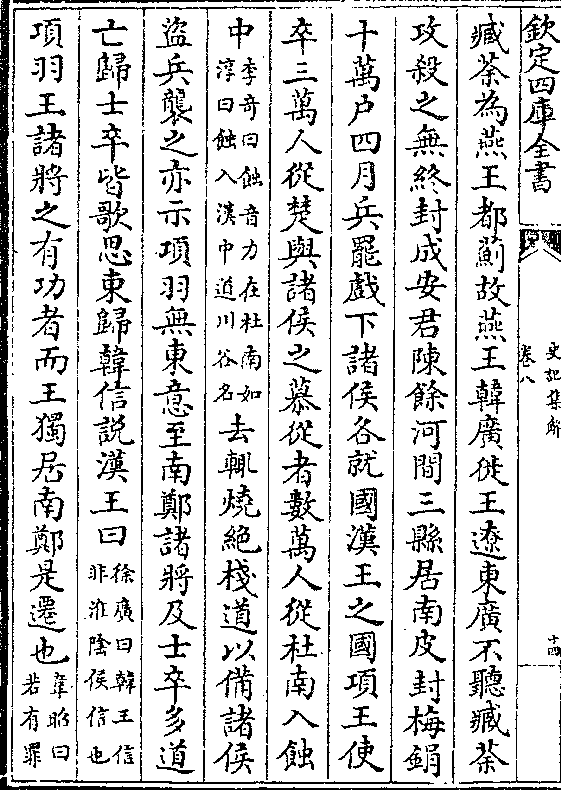 欽定四庫全書
史記集解
卷八
十四
臧荼為燕王都薊故燕王韓廣徙王遼東廣不聽臧荼
攻殺之無終封成安君陳餘河間三縣居南皮封梅鋗
十萬户四月兵罷戲下諸侯各就國漢王之國項王使
卒三萬人從楚與諸侯之慕從者數萬人從杜南入蝕
中李奇曰蝕音力在杜南如
淳曰蝕入漢中道川谷名去輒燒絶棧道以備諸侯
盜兵襲之亦示項羽無東意至南鄭諸將及士卒多道
亡歸士卒皆歌思東歸韓信説漢王曰徐廣曰韓王信
非淮陰侯信也
項羽王諸將之有功者而王獨居南鄭是遷也韋昭曰
若有罪